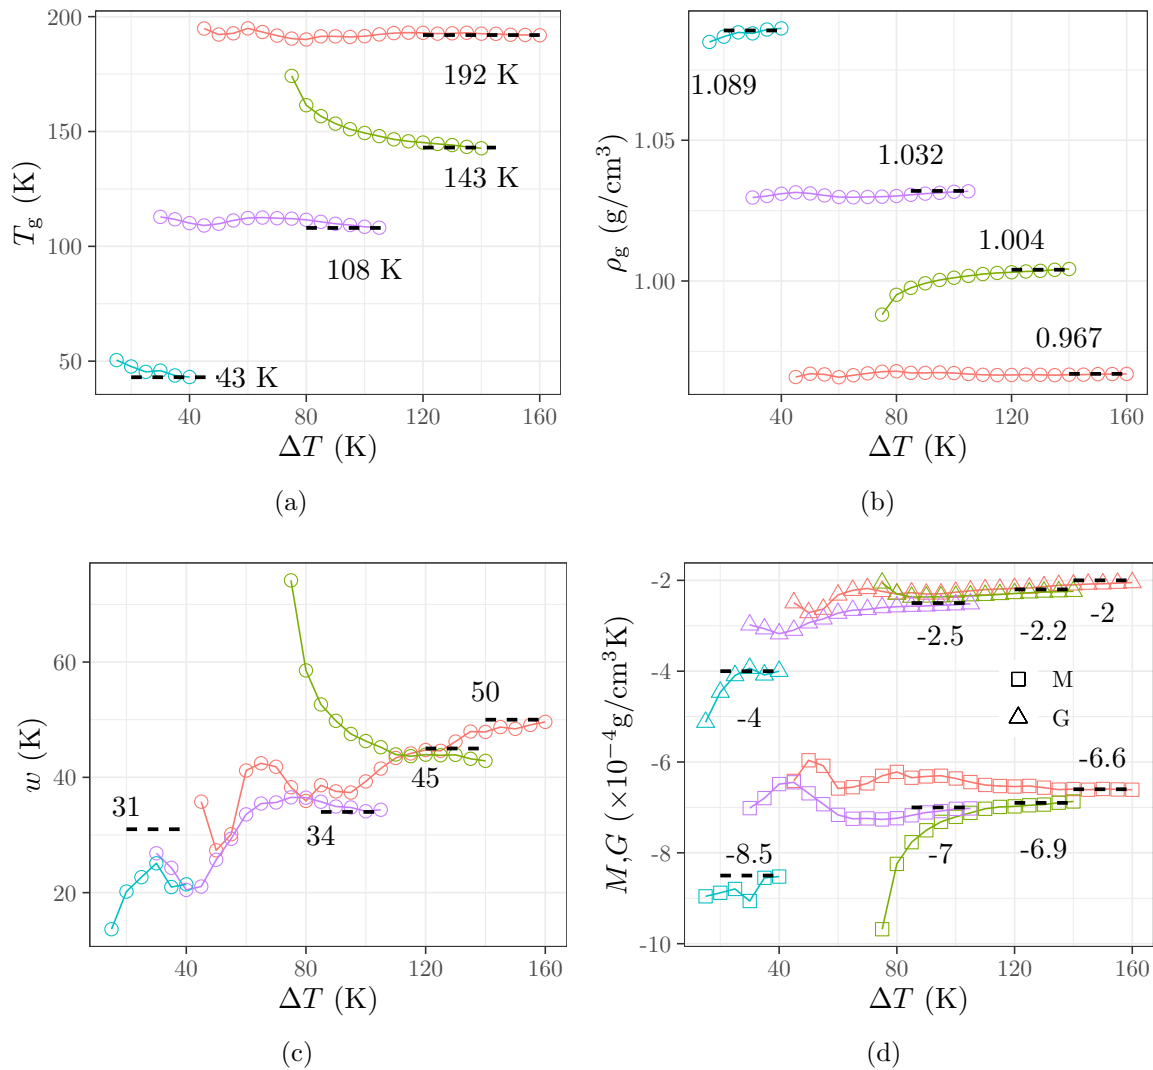 200
150
100
50
40
80
120
160
T_g (K)
ΔT (K)
192 K
143 K
108 K
43 K
(a)
1.05
1.00
40
80
120
160
ρ_g (g/cm³)
ΔT (K)
1.089
1.032
1.004
0.967
(b)
60
40
20
40
80
120
160
w (K)
ΔT (K)
31
50
45
34
(c)
-2
-4
-6
-8
-10
40
80
120
160
M,G (×10⁻⁴g/cm³K)
ΔT (K)
-2
-2.2
-2.5
-4
M
G
-6.6
-6.9
-7
-8.5
(d)